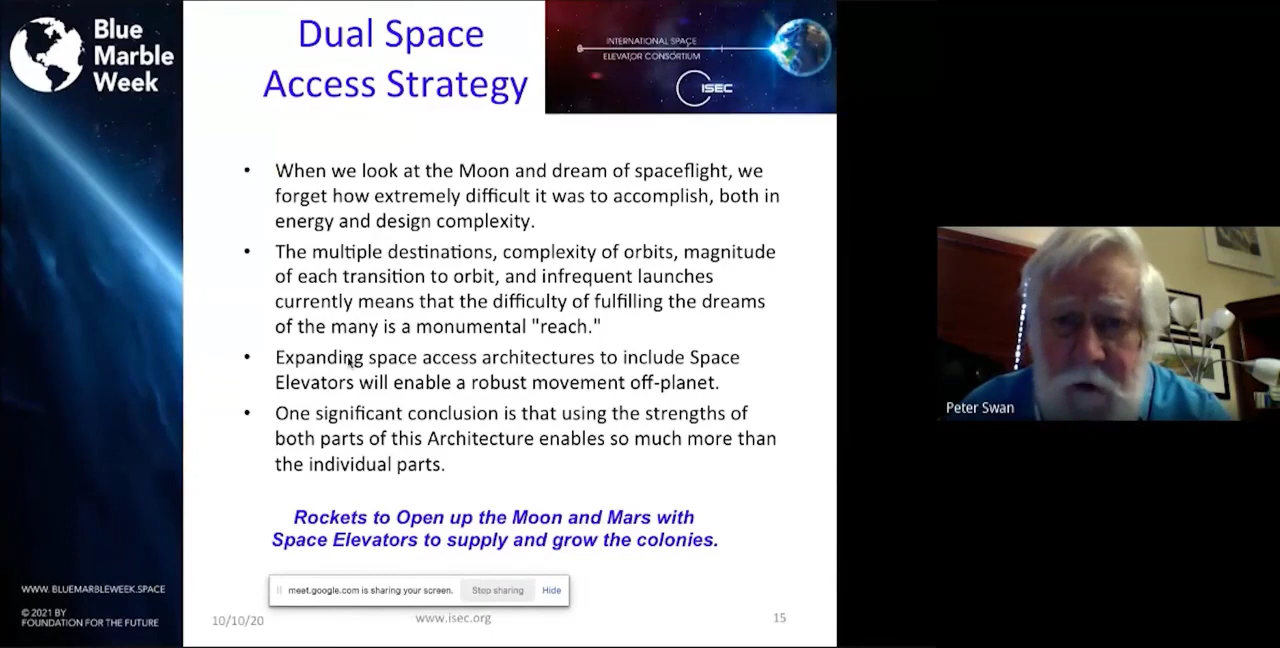 Blue
Marble
Week
Dual Space
Access Strategy
INTERNATIONAL SPACE
ELEVATOR CONSORTIUM
ISEC
• When we look at the Moon and dream of spaceflight, we
forget how extremely difficult it was to accomplish, both in
energy and design complexity.
• The multiple destinations, complexity of orbits, magnitude
of each transition to orbit, and infrequent launches
currently means that the difficulty of fulfilling the dreams
of the many is a monumental "reach."
• Expanding space access architectures to include Space
Elevators will enable a robust movement off-planet.
• One significant conclusion is that using the strengths of
both parts of this Architecture enables so much more than
the individual parts.
Rockets to Open up the Moon and Mars with
Space Elevators to supply and grow the colonies.
meet.google.com is sharing your screen. Stop sharing Hide
10/10/20 www.isec.org 15
WWW. BLUEMARBLEWEEK.SPACE
© 2021 BY
FOUNDATION FOR THE FUTURE
Peter Swan